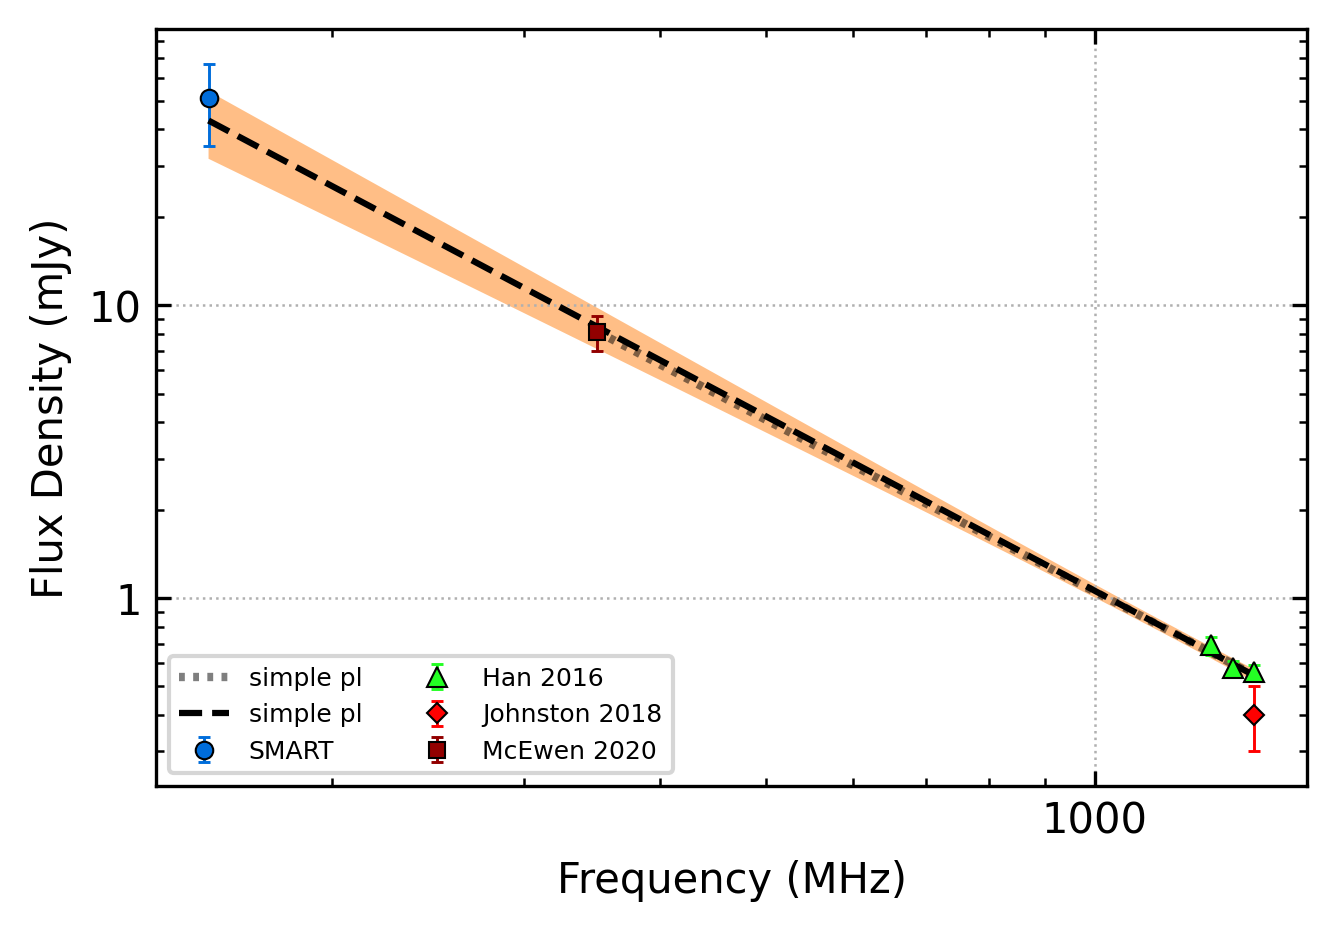 Flux Density (mJy)
10
1
simple pl
simple pl
SMART
Han 2016
Johnston 2018
McEwen 2020
1000
Frequency (MHz)